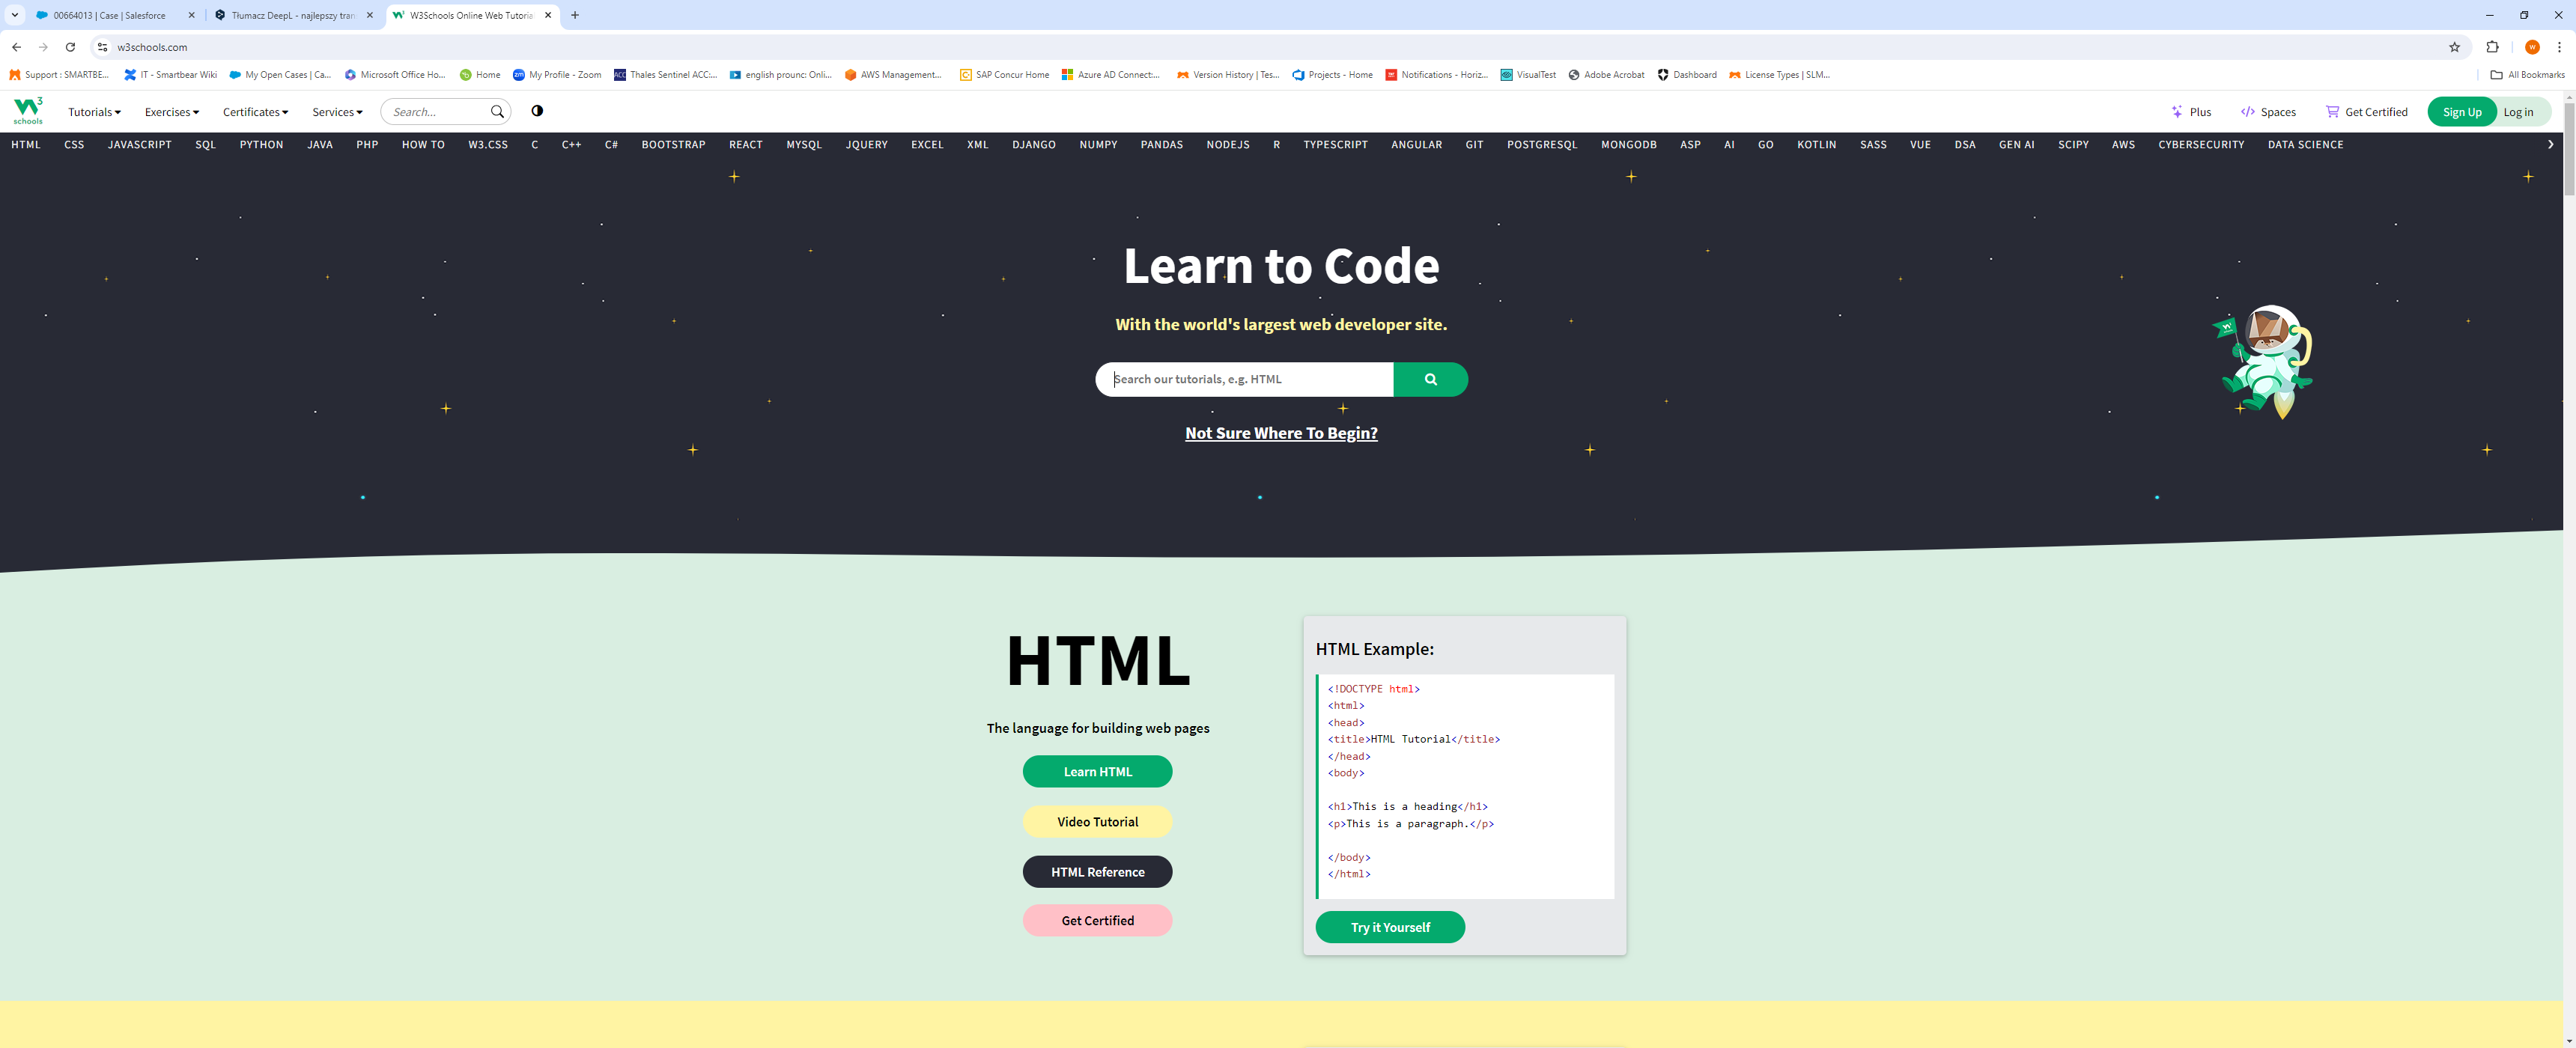 00664013 | Case | Salesforce
Tłumacz DeepL - najlepszy tran
W3Schools Online Web Tutoria
w3schools.com
Support : SMARTBE... IT - Smartbear Wiki My Open Cases | Ca... Microsoft Office Ho... Home My Profile - Zoom Thales Sentinel ACC:... english prounc: Onli... AWS Management... SAP Concur Home Azure AD Connect:... Version History | Tes... Projects - Home Notifications - Horiz... VisualTest Adobe Acrobat Dashboard License Types | SLM... All Bookmarks
W3 schools Tutorials Exercises Certificates Services Search... Plus Spaces Get Certified Sign Up Log in
HTML CSS JAVASCRIPT SQL PYTHON JAVA PHP HOW TO W3.CSS C C++ C# BOOTSTRAP REACT MYSQL JQUERY EXCEL XML DJANGO NUMPY PANDAS NODEJS R TYPESCRIPT ANGULAR GIT POSTGRESQL MONGODB ASP AI GO KOTLIN SASS VUE DSA GEN AI SCIPY AWS CYBERSECURITY DATA SCIENCE
Learn to Code
With the world's largest web developer site.
Search our tutorials, e.g. HTML
Not Sure Where To Begin?
HTML
The language for building web pages
Learn HTML
Video Tutorial
HTML Reference
Get Certified
HTML Example:
<!DOCTYPE html>
<html>
<head>
<title>HTML Tutorial</title>
</head>
<body>
<h1>This is a heading</h1>
<p>This is a paragraph.</p>
</body>
</html>
Try it Yourself